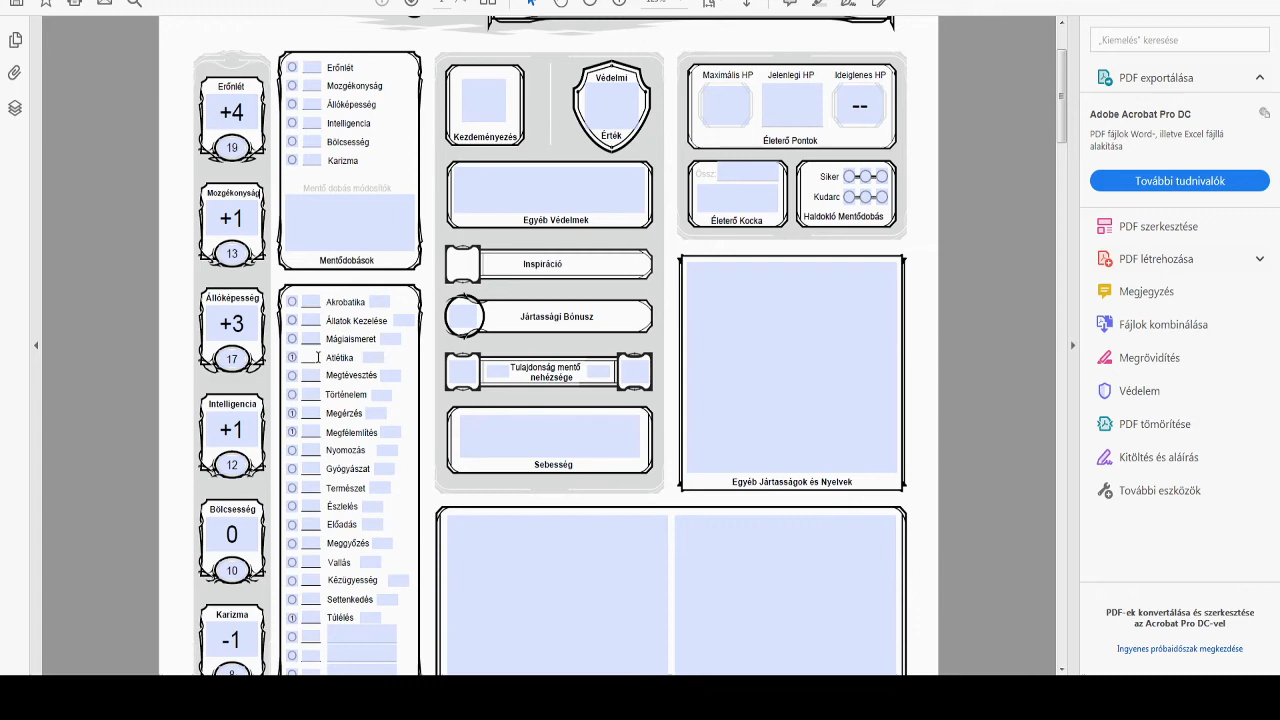 Erőnlét
+4
19
Mozgékonyság
+1
13
Állóképesség
+3
17
Intelligencia
+1
12
Bölcsesség
0
10
Karizma
-1
8
Erőnlét
Mozgékonyság
Állóképesség
Intelligencia
Bölcsesség
Karizma
Mentő dobás módosítók
Mentődobások
Akrobatika
Állatok Kezelése
Mágiaismeret
1 Atlétika
Megtévesztés
Történelem
1 Megérzés
1 Megfélemlítés
Nyomozás
Gyógyászat
Természet
Észlelés
Előadás
Meggyőzés
Vallás
Kézügyesség
Settenkedés
1 Túlélés
Kezdeményezés
Védelmi
Érték
Egyéb Védelmek
Inspiráció
Jártassági Bónusz
Tulajdonság mentő
nehézsége
Sebesség
Maximális HP Jelenlegi HP Ideiglenes HP
--
Életerő Pontok
Össz:
Életerő Kocka
Siker
Kudarc
Haldokló Mentődobás
Egyéb Jártasságok és Nyelvek
„Kiemelés” keresése
PDF exportálása
Adobe Acrobat Pro DC
PDF fájlok Word-, illetve Excel fájllá
alakítása
További tudnivalók
PDF szerkesztése
PDF létrehozása
Megjegyzés
Fájlok kombinálása
Megrövidítés
Védelem
PDF tömörítése
Kitöltés és aláírás
További eszközök
PDF-ek konvertálása és szerkesztése
az Acrobat Pro DC-vel
Ingyenes próbaidőszak megkezdése